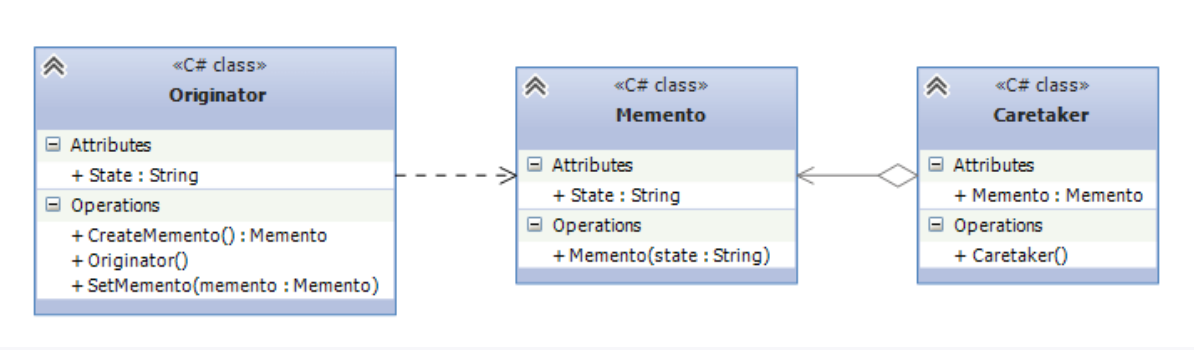 «C# class»
Originator
Attributes
+ State : String
Operations
+ CreateMemento() : Memento
+ Originator()
+ SetMemento(memento : Memento)
«C# class»
Memento
Attributes
+ State : String
Operations
+ Memento(state : String)
«C# class»
Caretaker
Attributes
+ Memento : Memento
Operations
+ Caretaker()